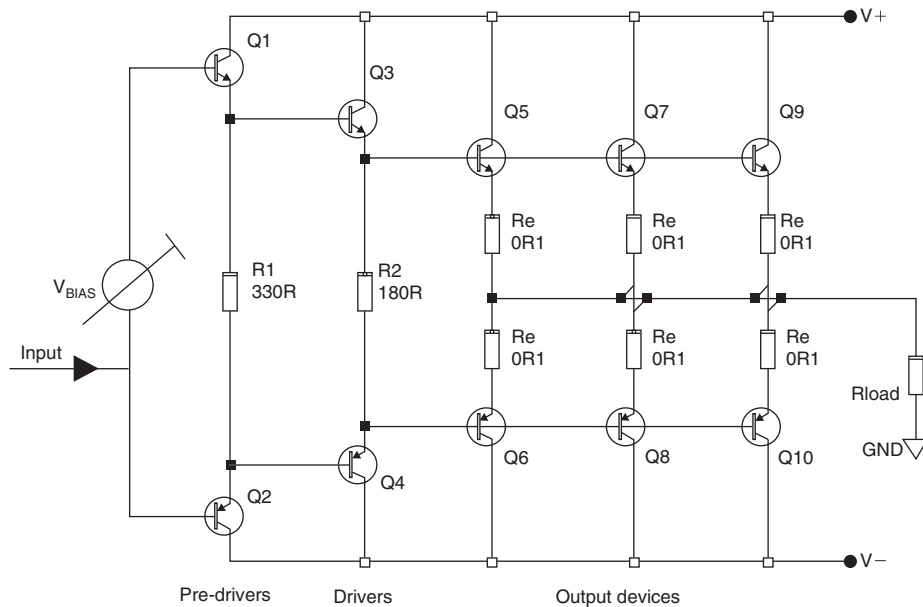 V+
Q1
Q3
Q5
Q7
Q9
Re
0R1
Re
0R1
Re
0R1
VBIAS
R1
330R
R2
180R
Input
Re
0R1
Re
0R1
Re
0R1
Rload
GND
Q2
Q4
Q6
Q8
Q10
V−
Pre-drivers
Drivers
Output devices